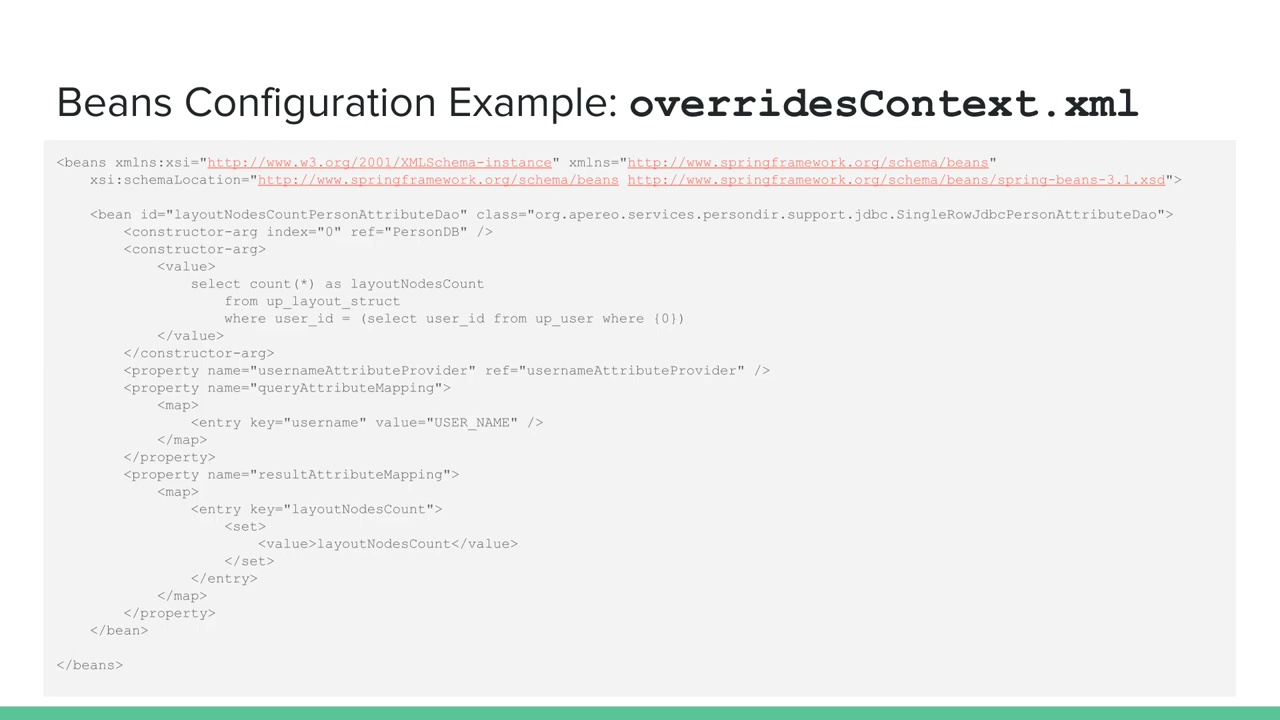 Beans Configuration Example: overridesContext.xml
<beans xmlns:xsi="http://www.w3.org/2001/XMLSchema-instance" xmlns="http://www.springframework.org/schema/beans"
    xsi:schemaLocation="http://www.springframework.org/schema/beans http://www.springframework.org/schema/beans/spring-beans-3.1.xsd">
    <bean id="layoutNodesCountPersonAttributeDao" class="org.apereo.services.persondir.support.jdbc.SingleRowJdbcPersonAttributeDao">
        <constructor-arg index="0" ref="PersonDB" />
        <constructor-arg>
            <value>
                select count(*) as layoutNodesCount
                    from up_layout_struct
                    where user_id = (select user_id from up_user where {0})
            </value>
        </constructor-arg>
        <property name="usernameAttributeProvider" ref="usernameAttributeProvider" />
        <property name="queryAttributeMapping">
            <map>
                <entry key="username" value="USER_NAME" />
            </map>
        </property>
        <property name="resultAttributeMapping">
            <map>
                <entry key="layoutNodesCount">
                    <set>
                        <value>layoutNodesCount</value>
                    </set>
                </entry>
            </map>
        </property>
    </bean>
</beans>